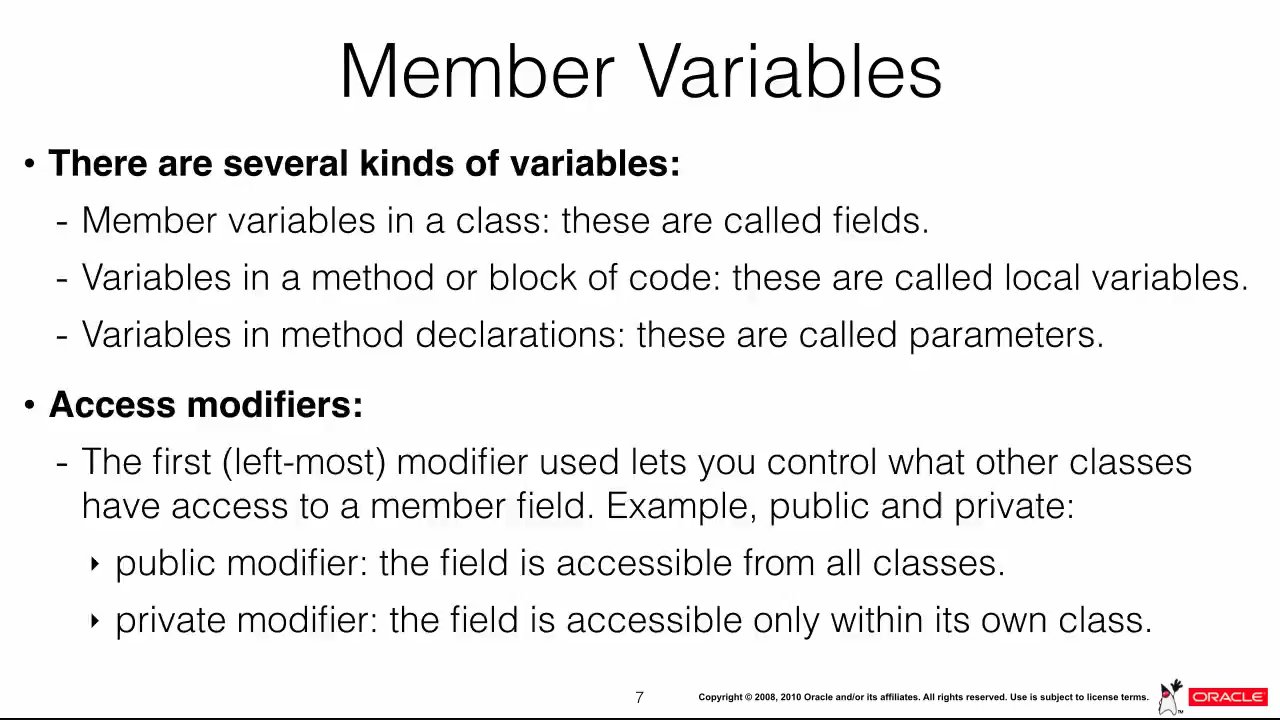 Member Variables
• There are several kinds of variables:
- Member variables in a class: these are called fields.
- Variables in a method or block of code: these are called local variables.
- Variables in method declarations: these are called parameters.
• Access modifiers:
- The first (left-most) modifier used lets you control what other classes
have access to a member field. Example, public and private:
‣ public modifier: the field is accessible from all classes.
‣ private modifier: the field is accessible only within its own class.
7
Copyright © 2008, 2010 Oracle and/or its affiliates. All rights reserved. Use is subject to license terms.
TM
ORACLE